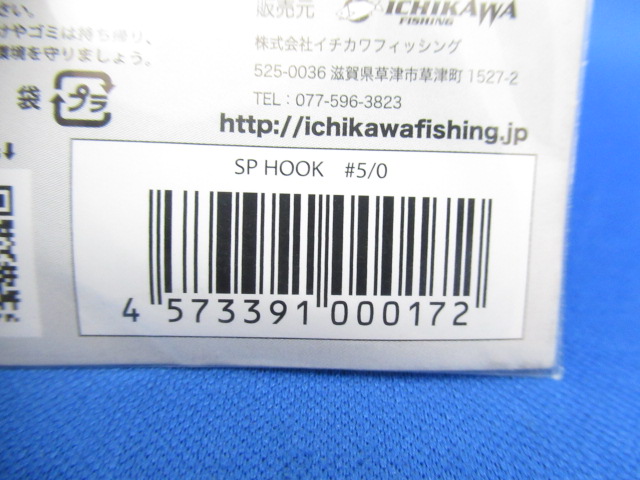 さい。
けやゴミは持ち帰り、
環境を守りましょう。
袋 プラ
販売元 ICHIKAWA
FISHING
株式会社イチカワフィッシング
525-0036 滋賀県草津市草津町 1527-2
TEL：077-596-3823
http://ichikawafishing.jp
SP HOOK #5/0
4 573391 000172